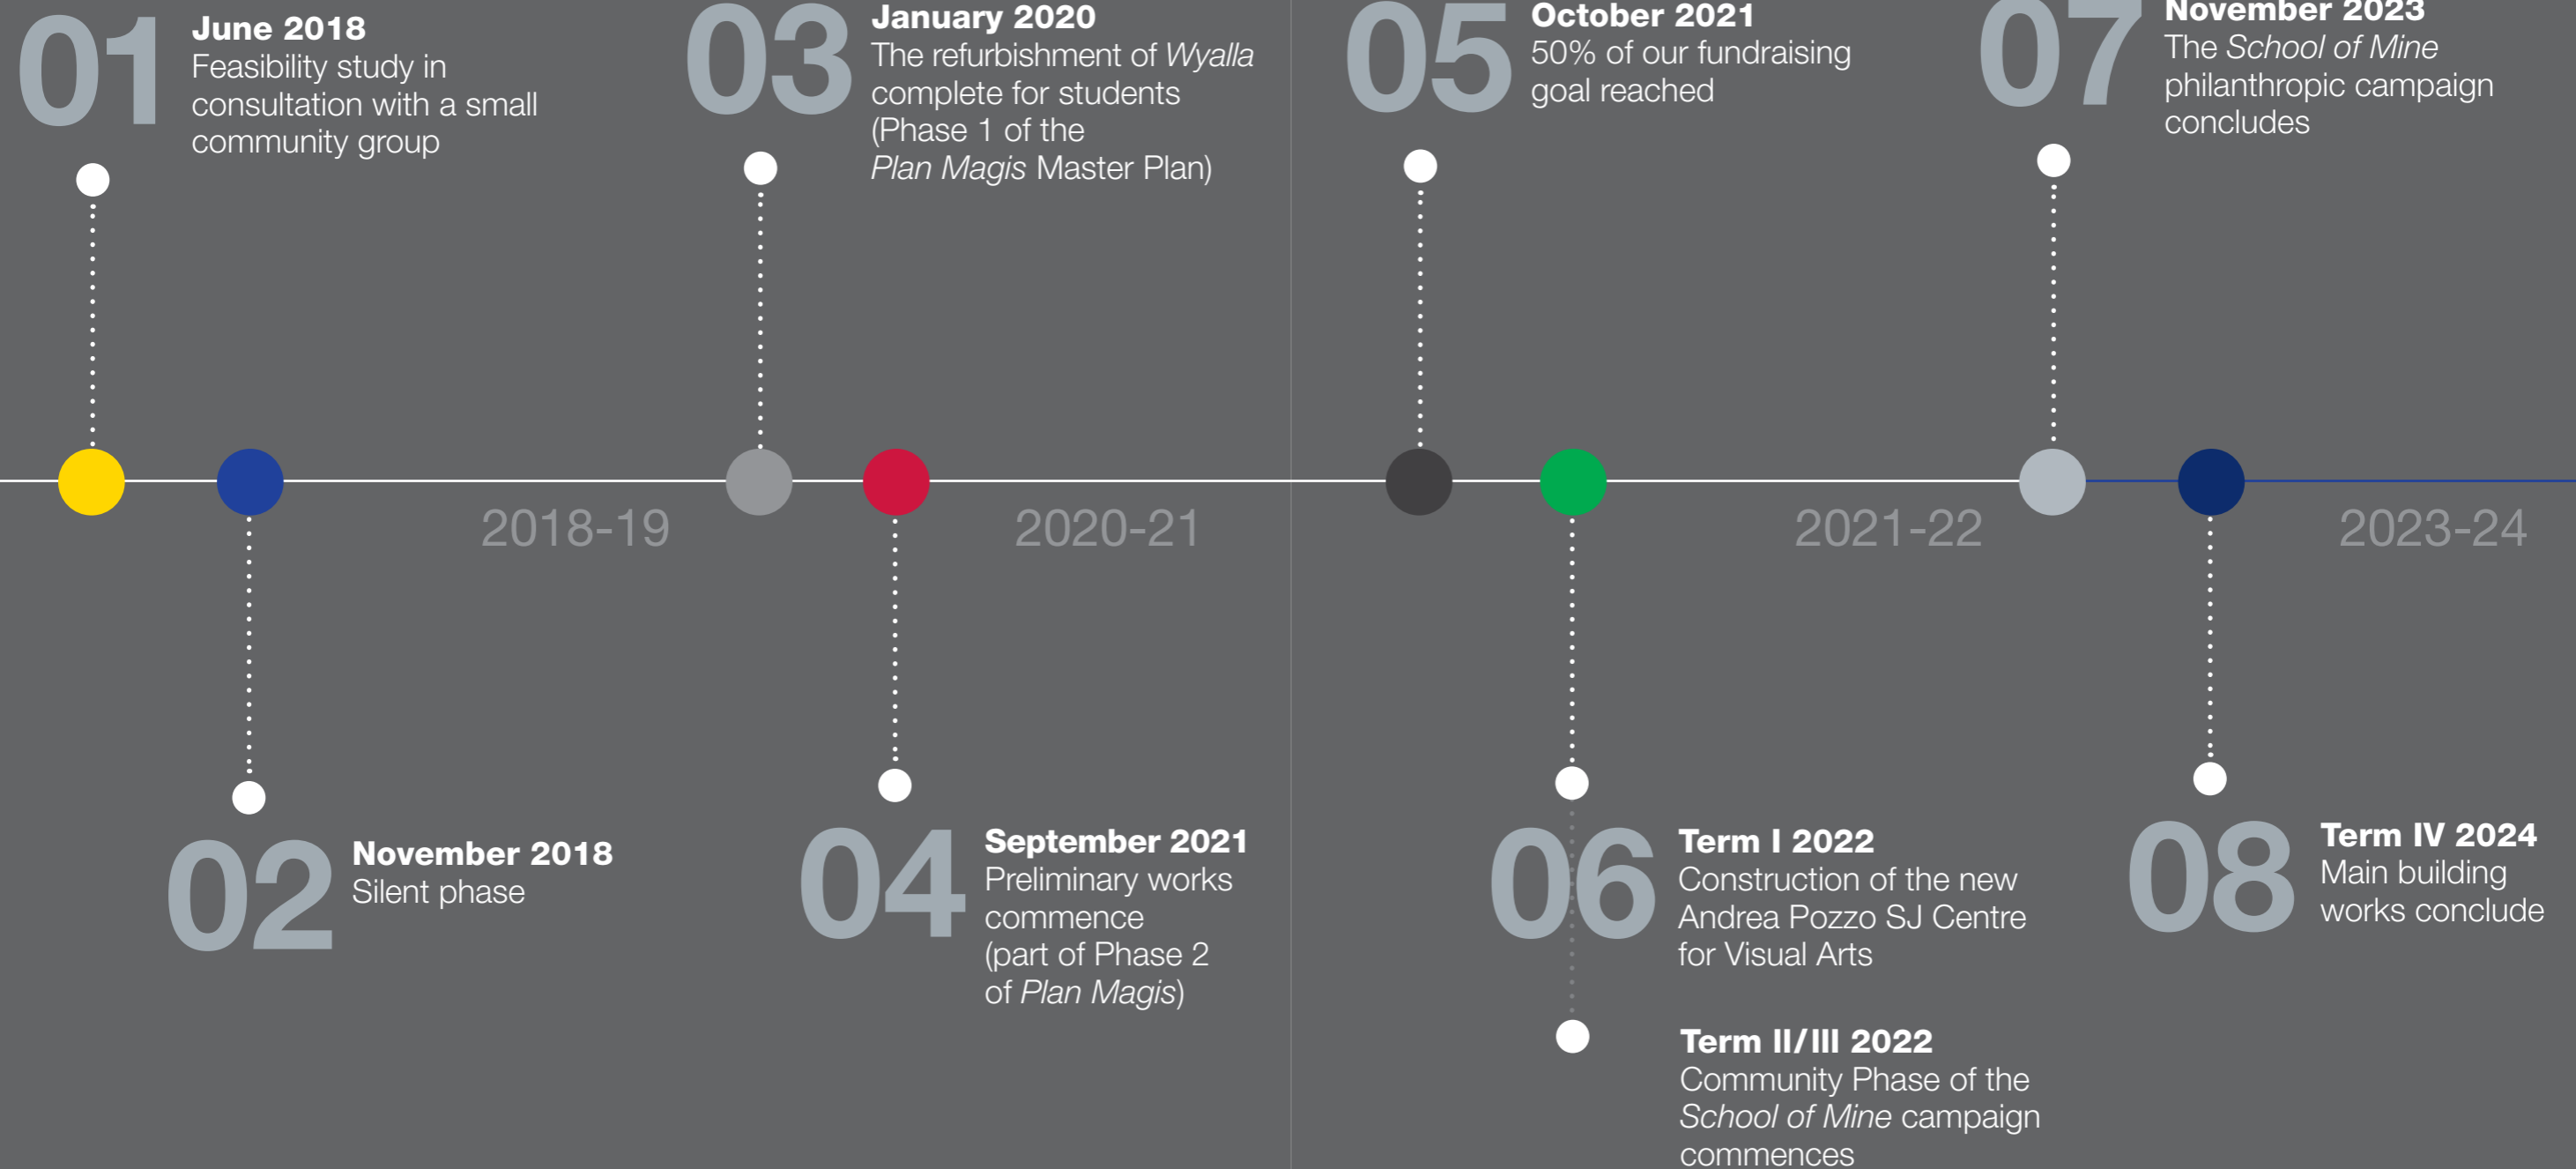 01
June 2018
Feasibility study in
consultation with a small
community group
03
January 2020
The refurbishment of Wyalla
complete for students
(Phase 1 of the
Plan Magis Master Plan)
05
October 2021
50% of our fundraising
goal reached
07
November 2023
The School of Mine
philanthropic campaign
concludes
2018-19
2020-21
2021-22
2023-24
02
November 2018
Silent phase
04
September 2021
Preliminary works
commence
(part of Phase 2
of Plan Magis)
06
Term I 2022
Construction of the new
Andrea Pozzo SJ Centre
for Visual Arts
Term II/III 2022
Community Phase of the
School of Mine campaign
commences
08
Term IV 2024
Main building
works conclude